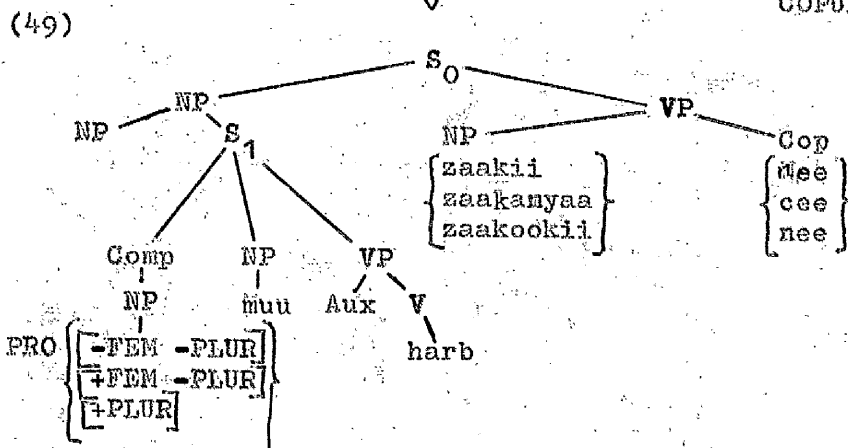 (49)
S0
NP VP
NP S1 NP Cop
{zaakii} {nee}
{zaakanyaa} {cee}
{zaakookii} {nee}
Comp NP VP
NP muu Aux V
harb
PRO {[-FEM -PLUR]
[+FEM -PLUR]
[+PLUR]}